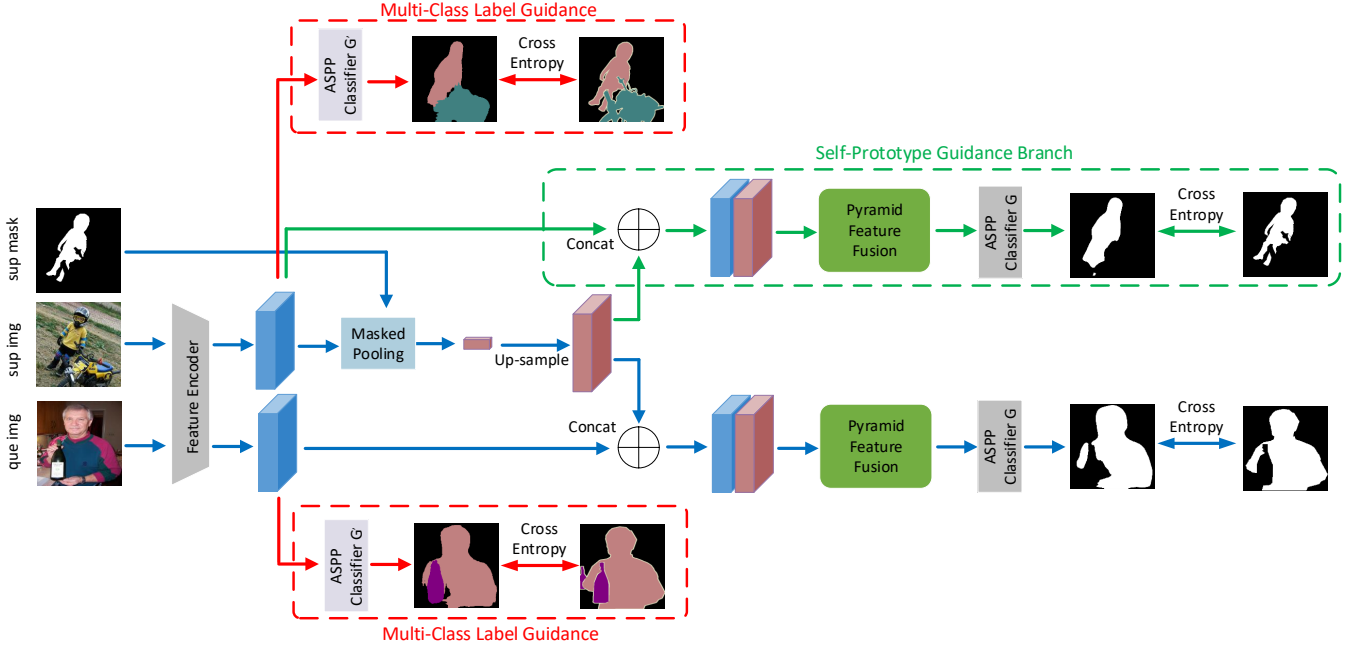 Multi-Class Label Guidance
ASPP
Classifier G'
Cross
Entropy
Self-Prototype Guidance Branch
sup mask
Concat
Pyramid
Feature
Fusion
ASPP
Classifier G
Cross
Entropy
sup img
Feature Encoder
Masked
Pooling
Up-sample
que img
Concat
Pyramid
Feature
Fusion
ASPP
Classifier G
Cross
Entropy
ASPP
Classifier G'
Cross
Entropy
Multi-Class Label Guidance